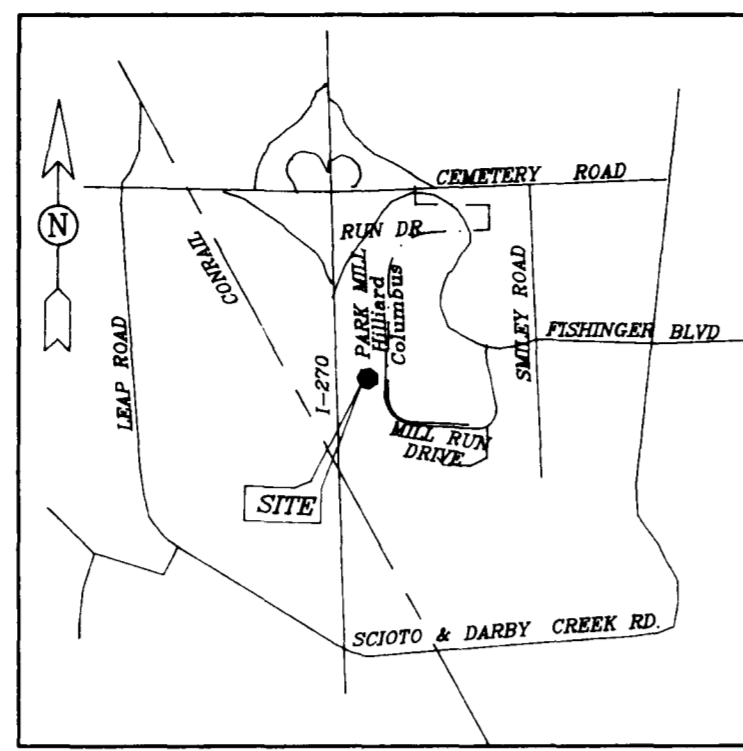 CEMETERY ROAD
N
RUN DR.
PARK MILL
Hilliard
Columbus
CONRAIL
SMILEY ROAD
FISHINGER BLVD
LEAP ROAD
I-270
MILL RUN
DRIVE
SITE
SCIOTO & DARBY CREEK RD.